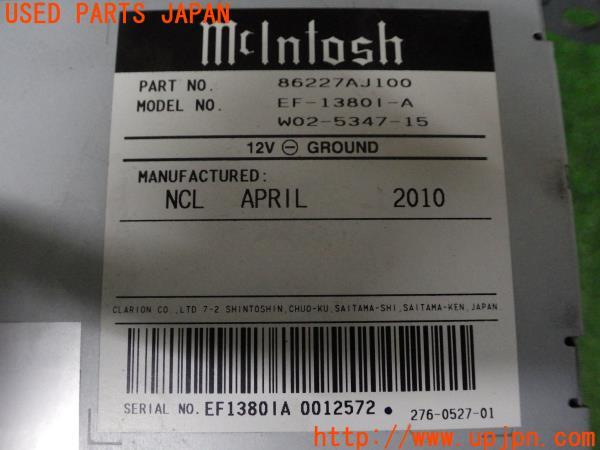 USED PARTS JAPAN
McIntosh
PART NO. 86227AJ100
MODEL NO. EF-1380I-A
W02-5347-15
12V ⊖ GROUND
MANUFACTURED:
NCL APRIL 2010
CLARION CO.,LTD 7-2 SHINTOSHIN,CHUO-KU,SAITAMA-SHI,SAITAMA-KEN,JAPAN
SERIAL NO. EF1380IA 0012572 • 276-0527-01
http://www.upjpn.com